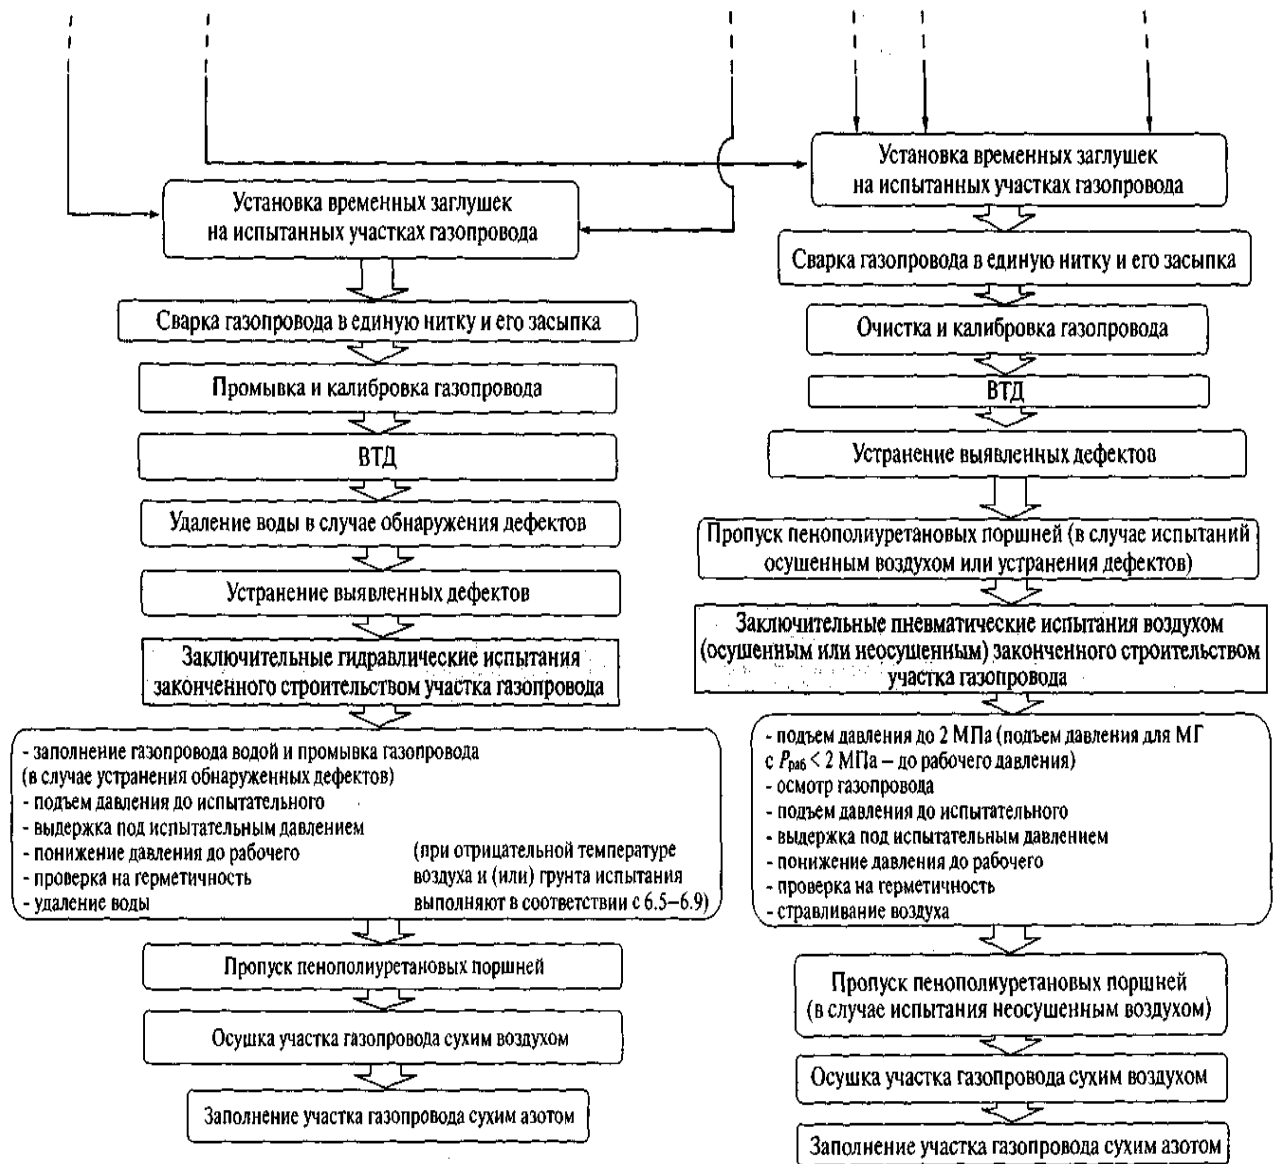 Установка временных заглушек
на испытанных участках газопровода
Сварка газопровода в единую нитку и его засыпка
Промывка и калибровка газопровода
ВТД
Удаление воды в случае обнаружения дефектов
Устранение выявленных дефектов
Заключительные гидравлические испытания
законченного строительством участка газопровода
- заполнение газопровода водой и промывка газопровода
(в случае устранения обнаруженных дефектов)
- подъем давления до испытательного
- выдержка под испытательным давлением
- понижение давления до рабочего
- проверка на герметичность
- удаление воды
(при отрицательной температуре
воздуха и (или) грунта испытания
выполняют в соответствии с 6.5–6.9)
Пропуск пенополиуретановых поршней
Осушка участка газопровода сухим воздухом
Заполнение участка газопровода сухим азотом
Установка временных заглушек
на испытанных участках газопровода
Сварка газопровода в единую нитку и его засыпка
Очистка и калибровка газопровода
ВТД
Устранение выявленных дефектов
Пропуск пенополиуретановых поршней (в случае испытаний
осушенным воздухом или устранения дефектов)
Заключительные пневматические испытания воздухом
(осушенным или неосушенным) законченного строительством
участка газопровода
- подъем давления до 2 МПа (подъем давления для МГ
с Pраб < 2 МПа – до рабочего давления)
- осмотр газопровода
- подъем давления до испытательного
- выдержка под испытательным давлением
- понижение давления до рабочего
- проверка на герметичность
- стравливание воздуха
Пропуск пенополиуретановых поршней
(в случае испытания неосушенным воздухом)
Осушка участка газопровода сухим воздухом
Заполнение участка газопровода сухим азотом